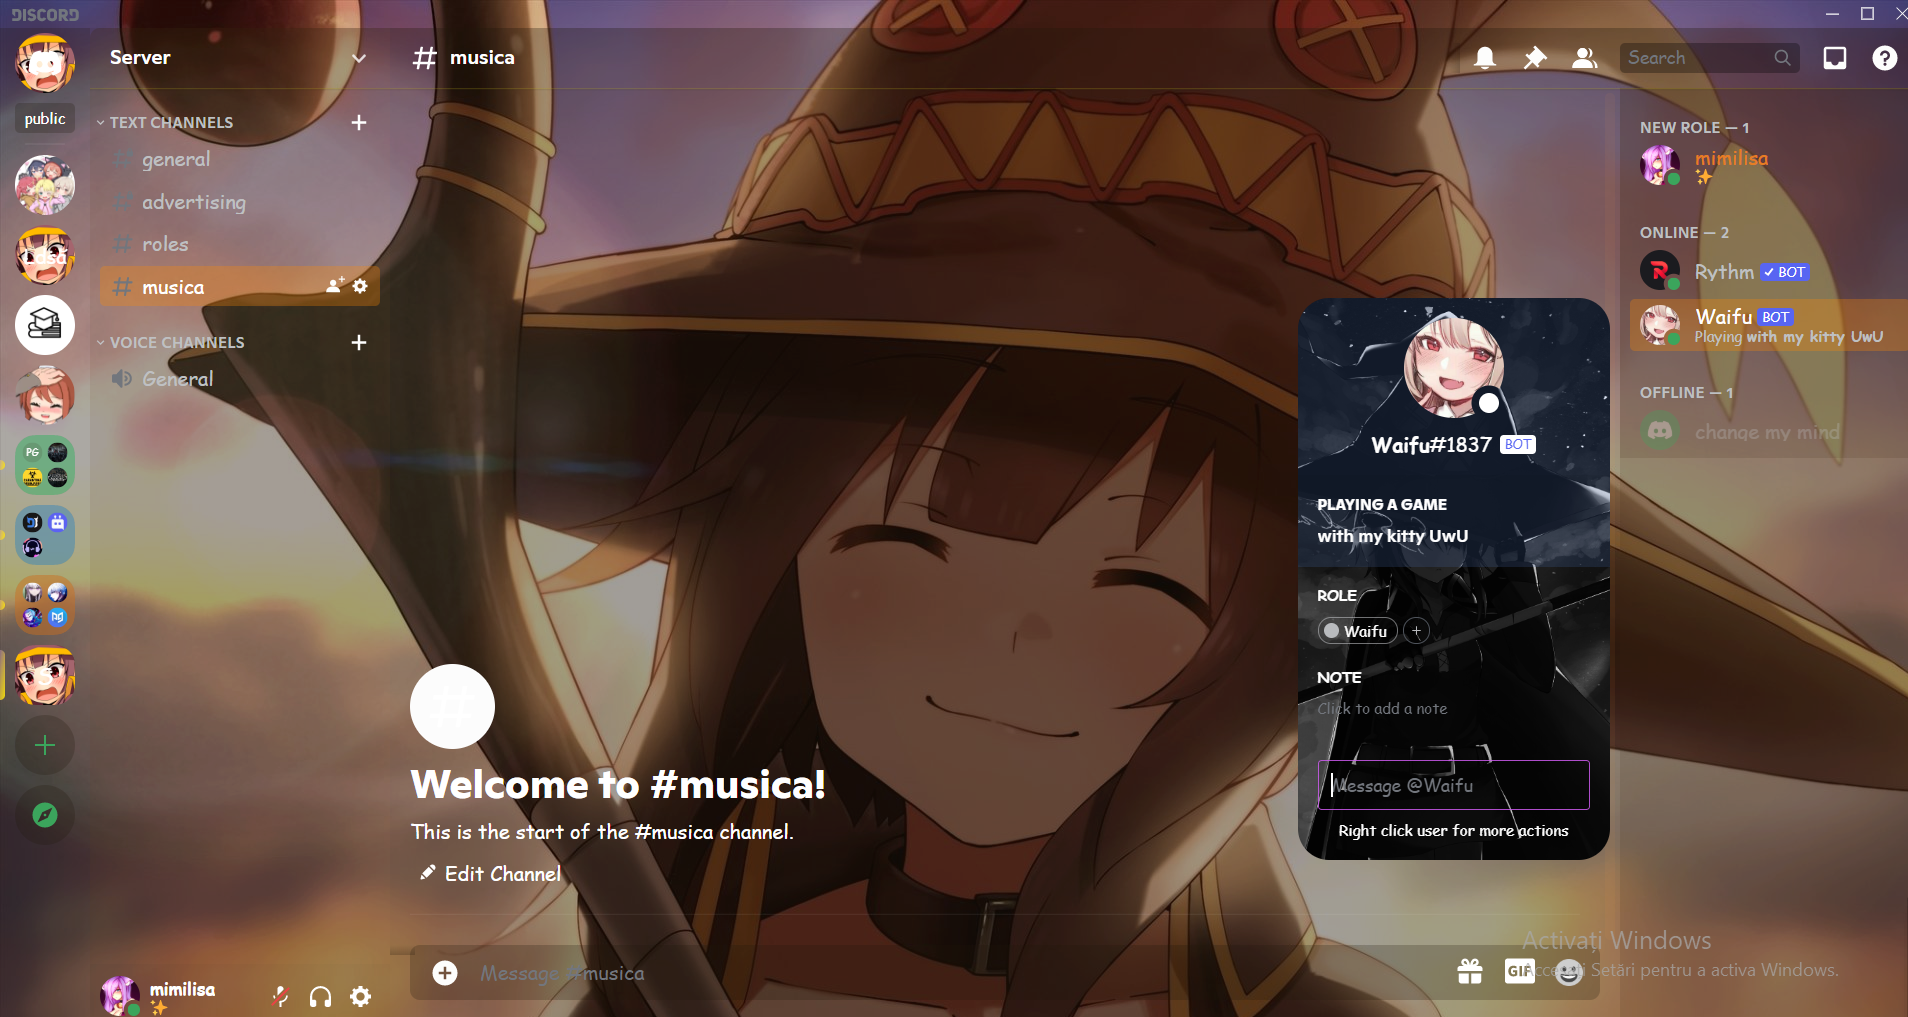 DISCORD
public
Lasa
PG
S
Server
TEXT CHANNELS
general
advertising
roles
musica
VOICE CHANNELS
General
mimilisa
# musica
Search
Welcome to #musica!
This is the start of the #musica channel.
Edit Channel
Message #musica
GIF
Waifu#1837 BOT
PLAYING A GAME
with my kitty UwU
ROLE
Waifu
NOTE
Click to add a note
Message @Waifu
Right click user for more actions
NEW ROLE — 1
mimilisa
ONLINE — 2
Rythm BOT
Waifu BOT
Playing with my kitty UwU
OFFLINE — 1
change my mind
Activați Windows
Accesați Setări pentru a activa Windows.